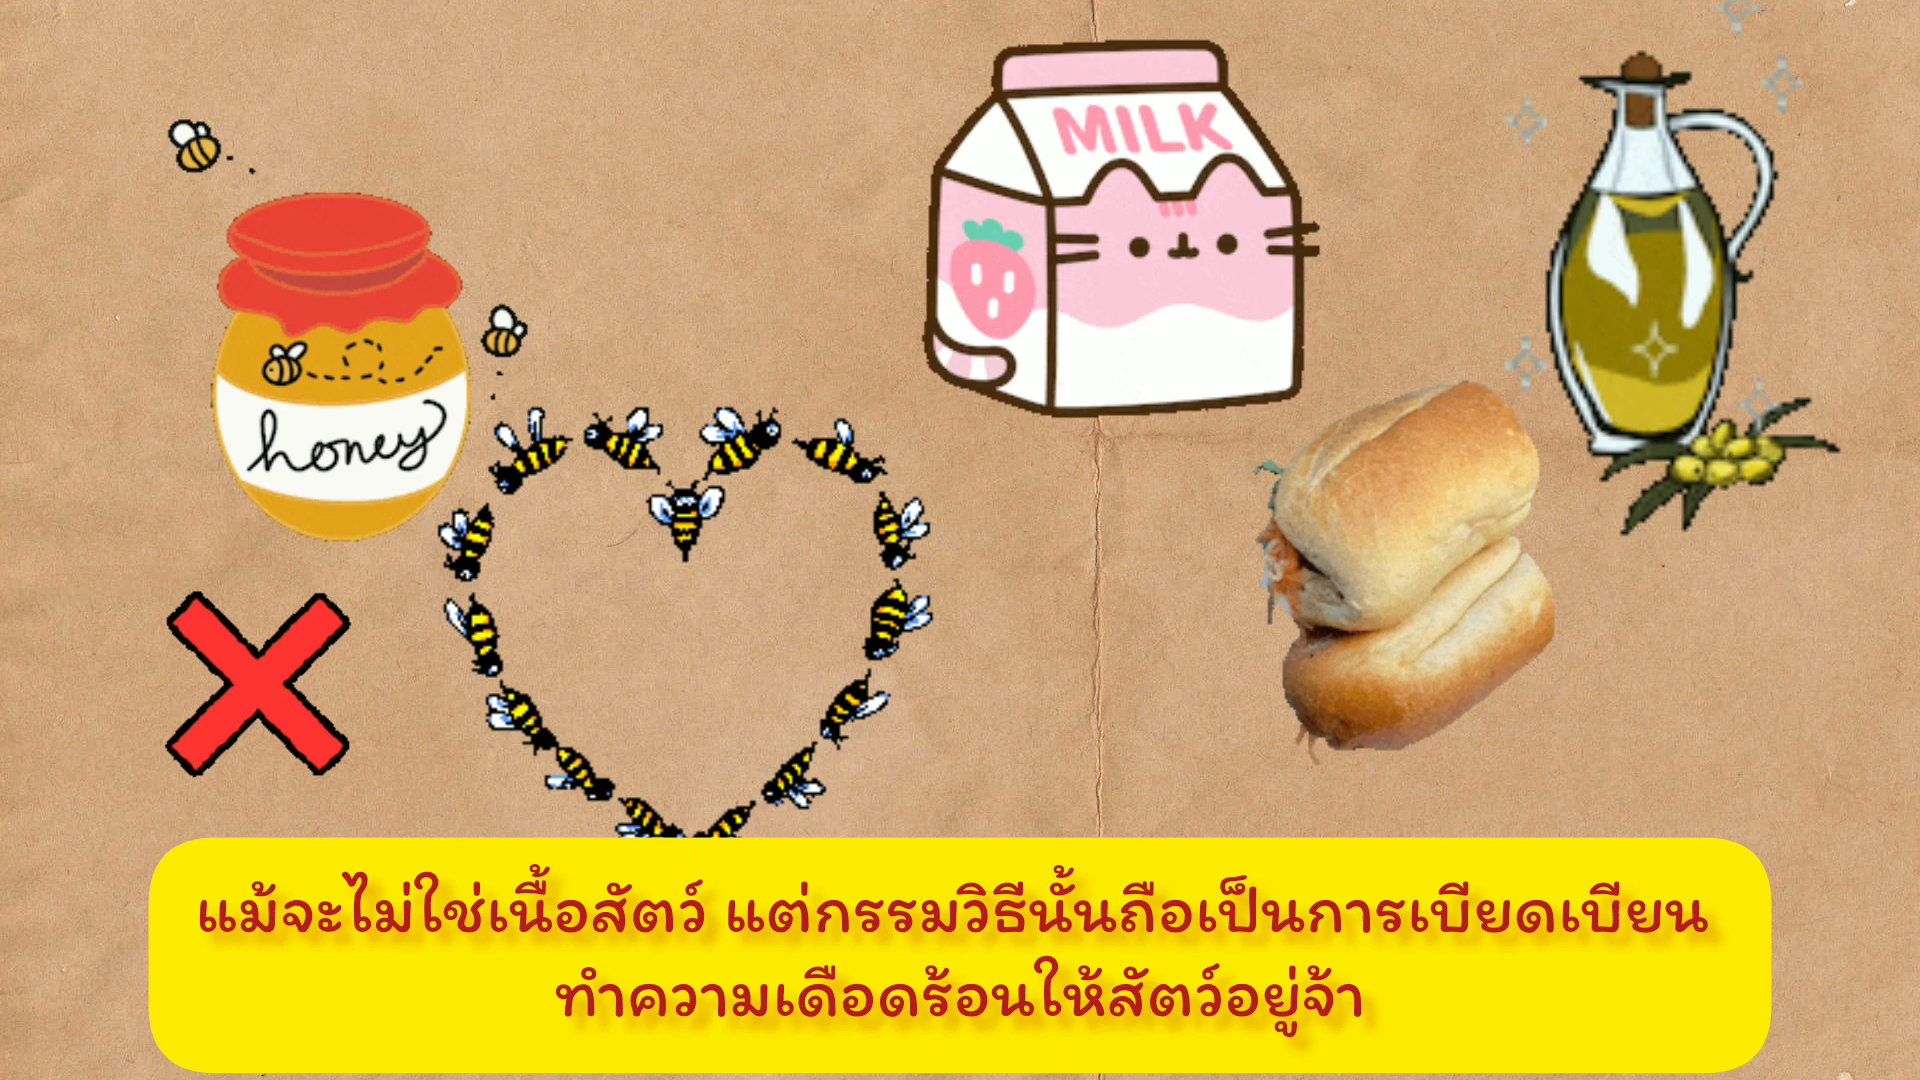 MILK
honey
แม้จะไม่ใช่เนื้อสัตว์ แต่กรรมวิธีนั้นถือเป็นการเบียดเบียน
ทำความเดือดร้อนให้สัตว์อยู่จ้า